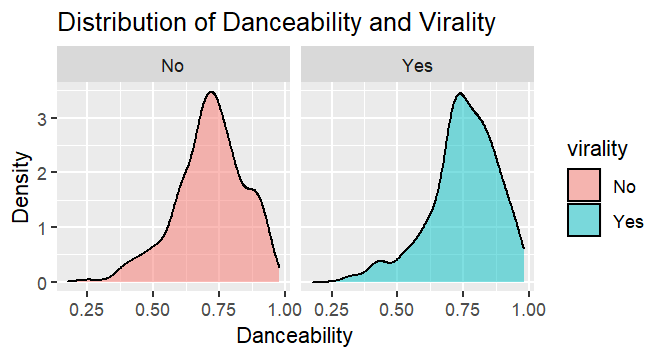 Distribution of Danceability and Virality
No
Yes
Density
3
2
1
0
0.25 0.50 0.75 1.00
0.25 0.50 0.75 1.00
Danceability
virality
No
Yes